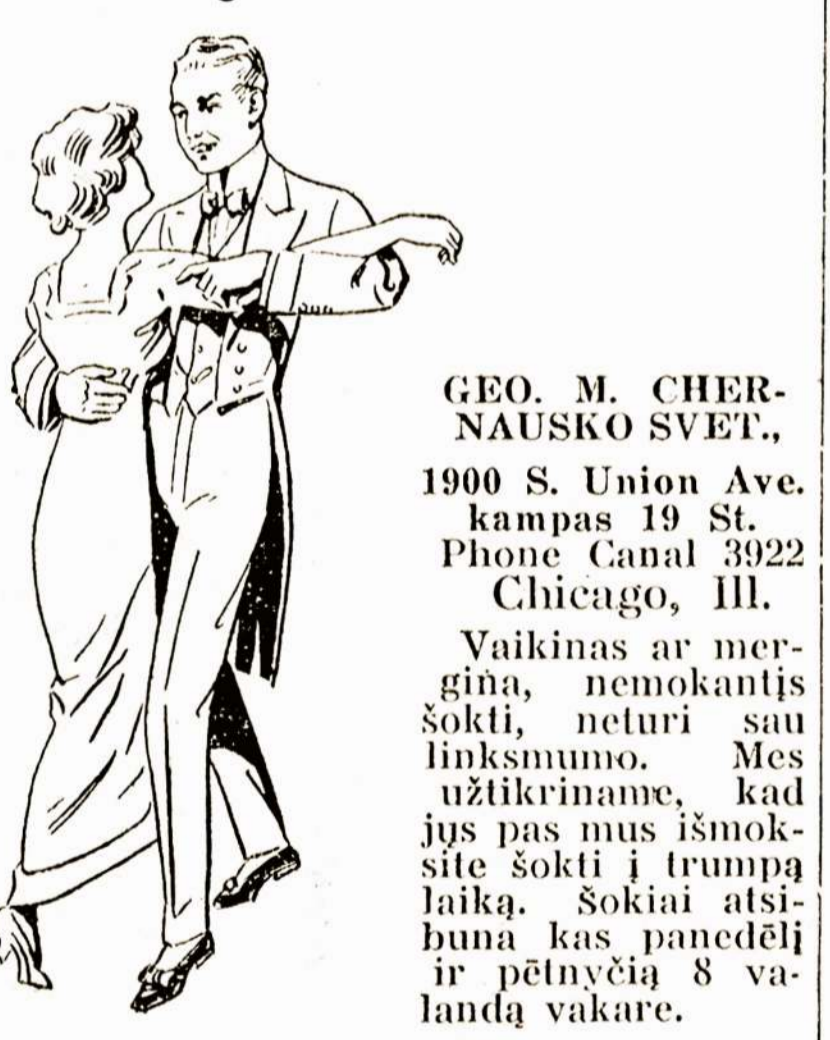 GEO. M. CHER-
NAUSKO SVET.,
1900 S. Union Ave.
kampas 19 St.
Phone Canal 3922
Chicago, Ill.
Vaikinas ar mer-
gina, nemokantįs
šokti, neturi sau
linksmumo. Mes
užtikriname, kad
jųs pas mus išmok-
site šokti į trumpą
laiką. Šokiai atsi-
buna kas panedėlį
ir pėtnyčią 8 va-
landą vakare.